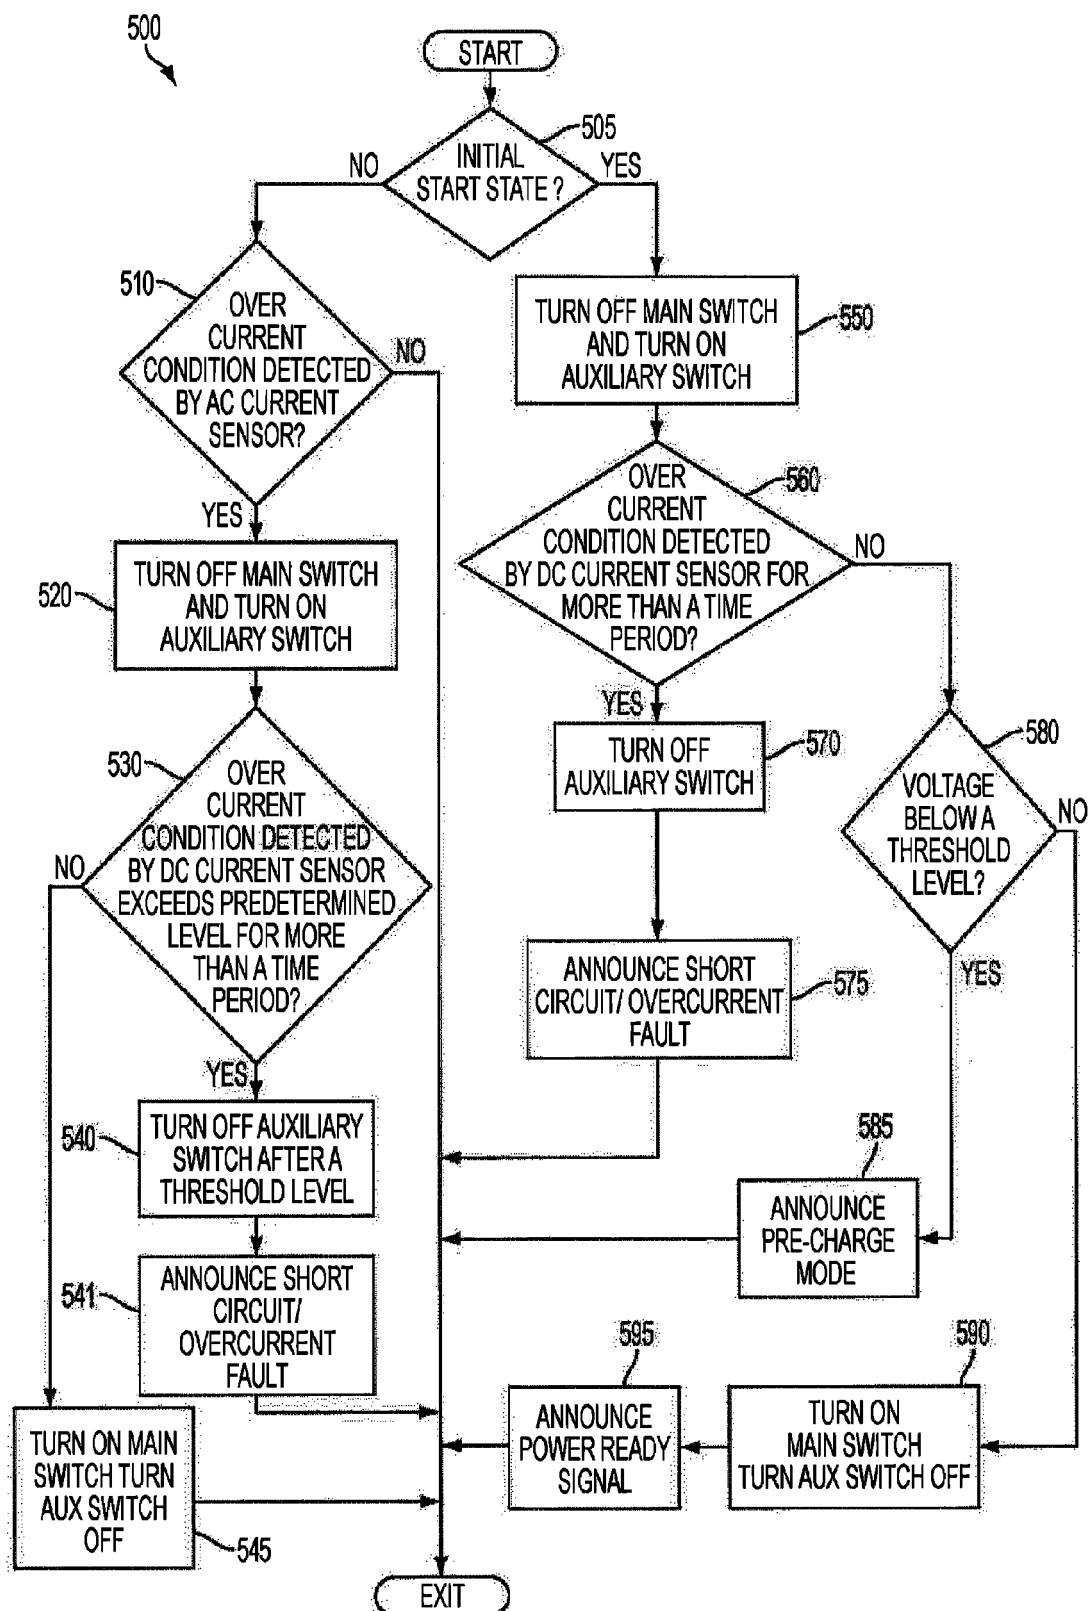 500
START
505
INITIAL
START STATE ?
NO
YES
510
OVER
CURRENT
CONDITION DETECTED
BY AC CURRENT
SENSOR?
NO
YES
550
TURN OFF MAIN SWITCH
AND TURN ON
AUXILIARY SWITCH
520
TURN OFF MAIN SWITCH
AND TURN ON
AUXILIARY SWITCH
560
OVER
CURRENT
CONDITION DETECTED
BY DC CURRENT SENSOR FOR
MORE THAN A TIME
PERIOD?
NO
YES
530
OVER
CURRENT
CONDITION DETECTED
BY DC CURRENT SENSOR
EXCEEDS PREDETERMINED
LEVEL FOR MORE
THAN A TIME
PERIOD?
NO
YES
570
TURN OFF
AUXILIARY SWITCH
580
VOLTAGE
BELOW A
THRESHOLD
LEVEL?
NO
YES
575
ANNOUNCE SHORT
CIRCUIT/ OVERCURRENT
FAULT
540
TURN OFF AUXILIARY
SWITCH AFTER A
THRESHOLD LEVEL
585
ANNOUNCE
PRE-CHARGE
MODE
541
ANNOUNCE SHORT
CIRCUIT/
OVERCURRENT
FAULT
595
ANNOUNCE
POWER READY
SIGNAL
590
TURN ON
MAIN SWITCH
TURN AUX SWITCH OFF
TURN ON MAIN
SWITCH TURN
AUX SWITCH
OFF
545
EXIT